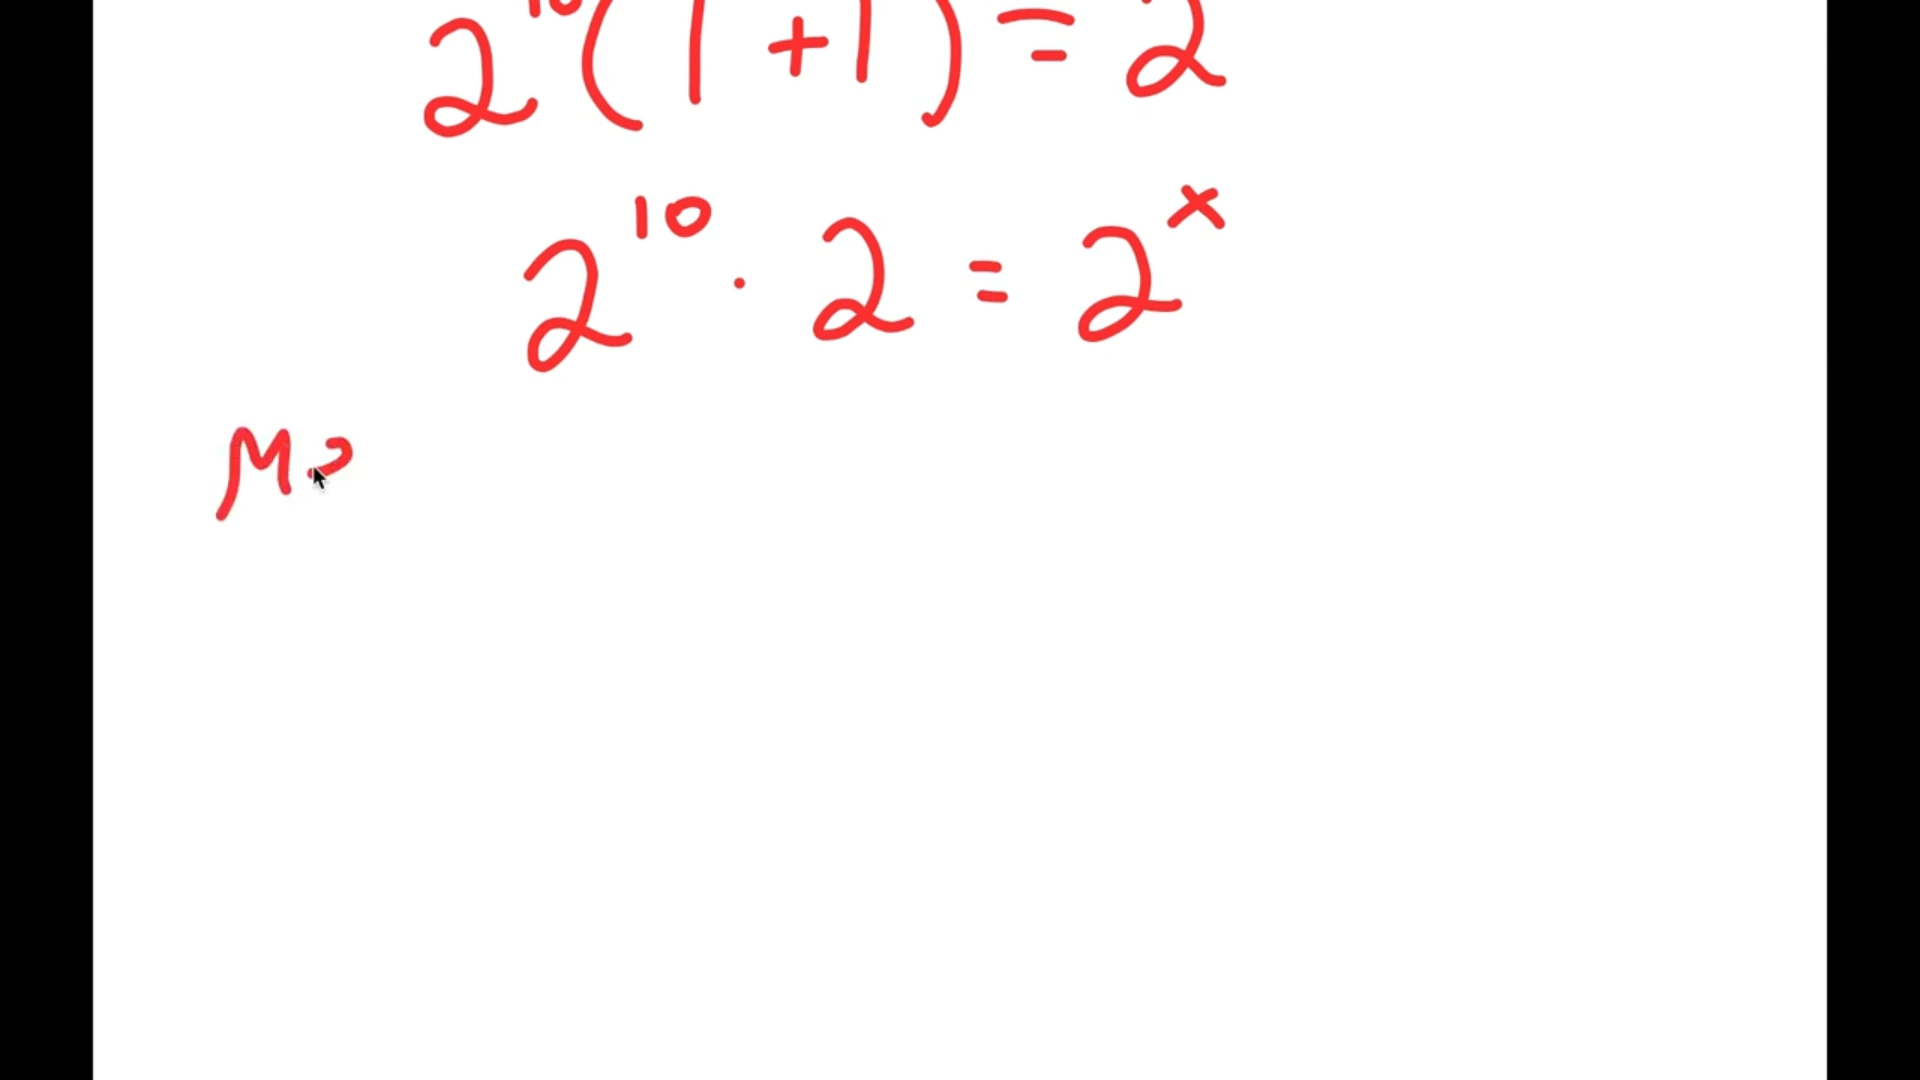 2^10 (1 + 1) = 2
2^10 · 2 = 2^x
M